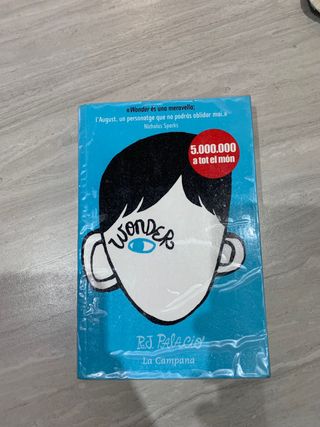 «Wonder és una meravella;
l'August, un personatge que no podràs oblidar mai.»
Nicholas Sparks
5.000.000
a tot el món
WONDER
R.J. Palacio
La Campana